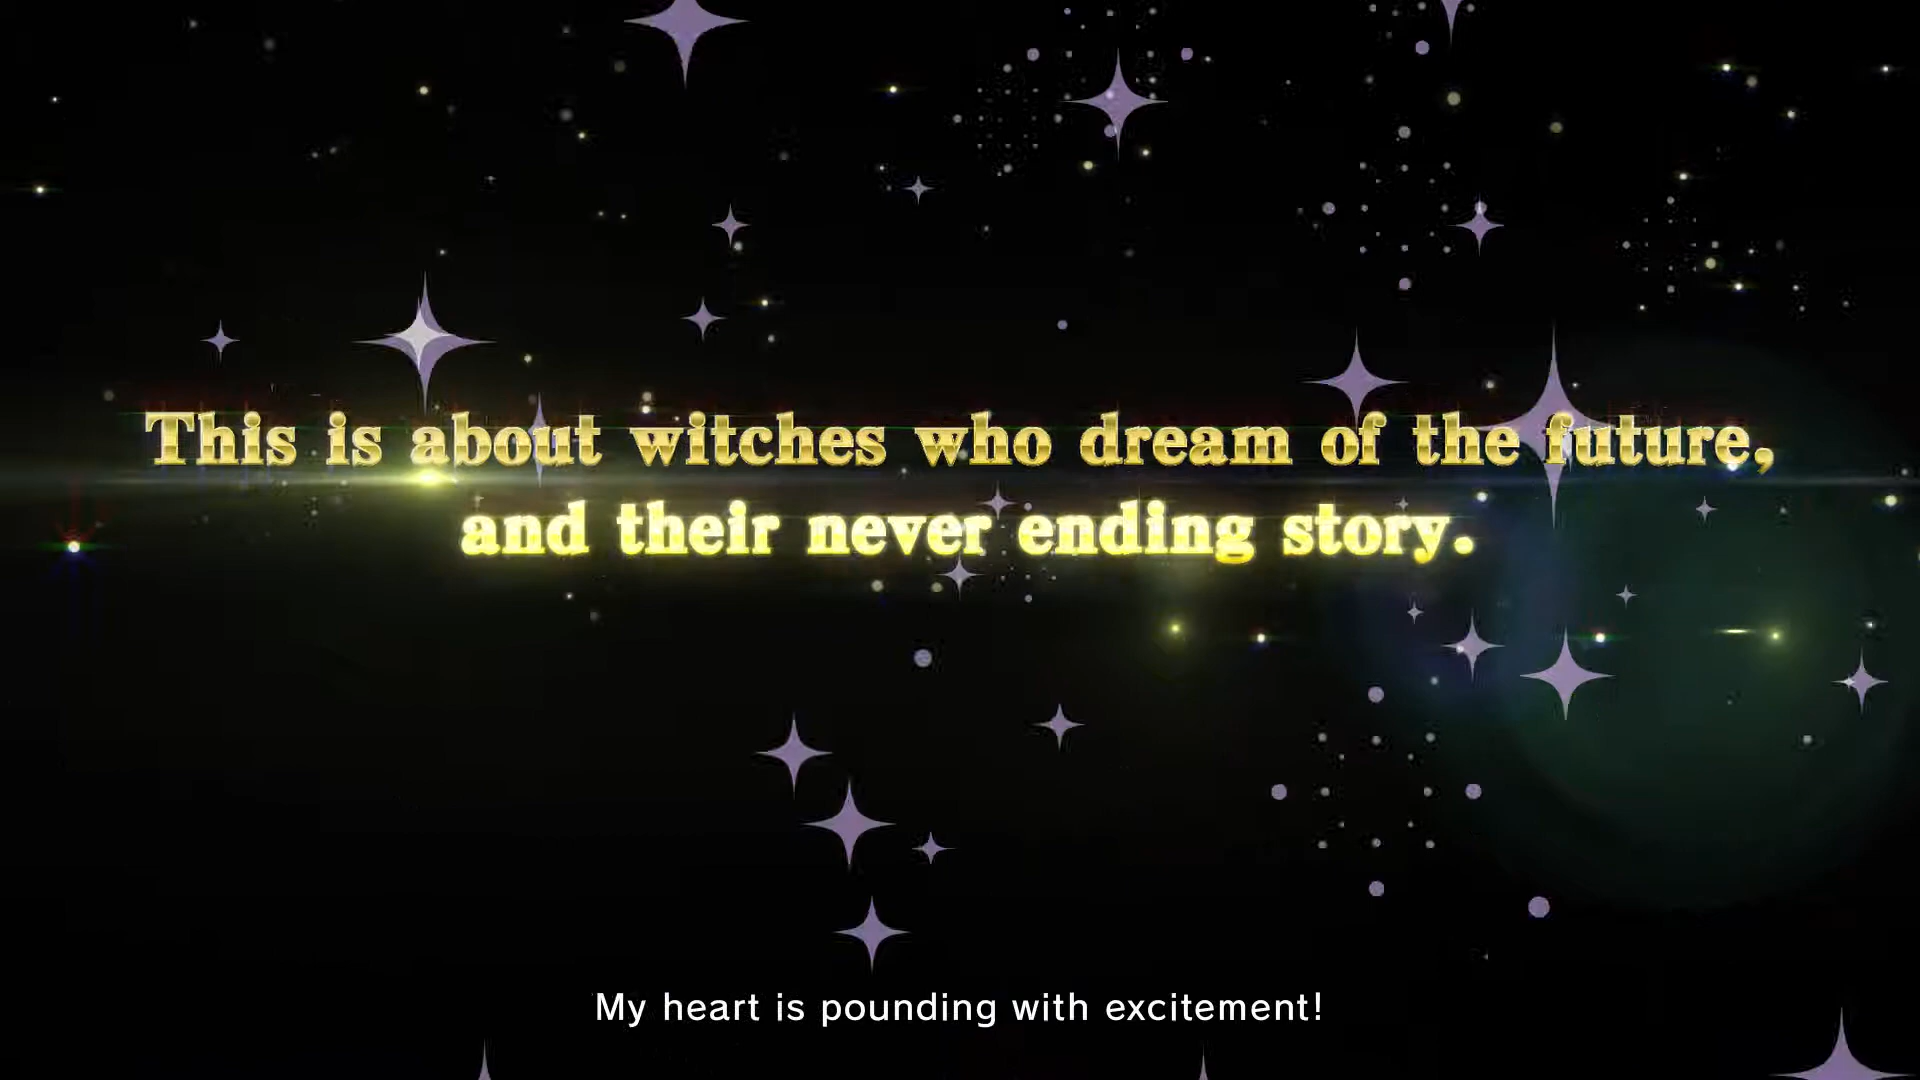 This is about witches who dream of the future,
and their never ending story.
My heart is pounding with excitement!